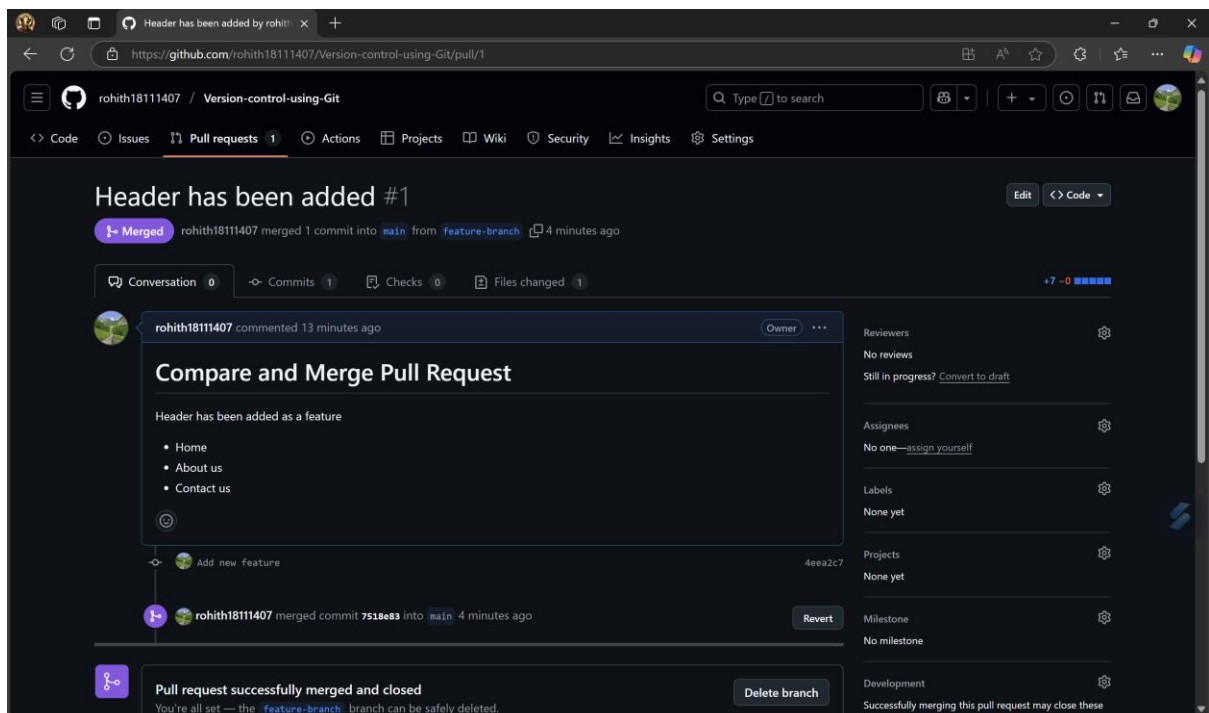 Header has been added by rohith
https://github.com/rohith18111407/Version-control-using-Git/pull/1
rohith18111407 / Version-control-using-Git
Type / to search
Code Issues Pull requests 1 Actions Projects Wiki Security Insights Settings
Header has been added #1
Edit <> Code
Merged rohith18111407 merged 1 commit into main from feature-branch 4 minutes ago
Conversation 0 Commits 1 Checks 0 Files changed 1 +7 −0
rohith18111407 commented 13 minutes ago Owner ...
Compare and Merge Pull Request
Header has been added as a feature
• Home
• About us
• Contact us
Add new feature 4eea2c7
rohith18111407 merged commit 7518e83 into main 4 minutes ago Revert
Pull request successfully merged and closed
You're all set — the feature-branch branch can be safely deleted.
Delete branch
Reviewers
No reviews
Still in progress? Convert to draft
Assignees
No one—assign yourself
Labels
None yet
Projects
None yet
Milestone
No milestone
Development
Successfully merging this pull request may close these